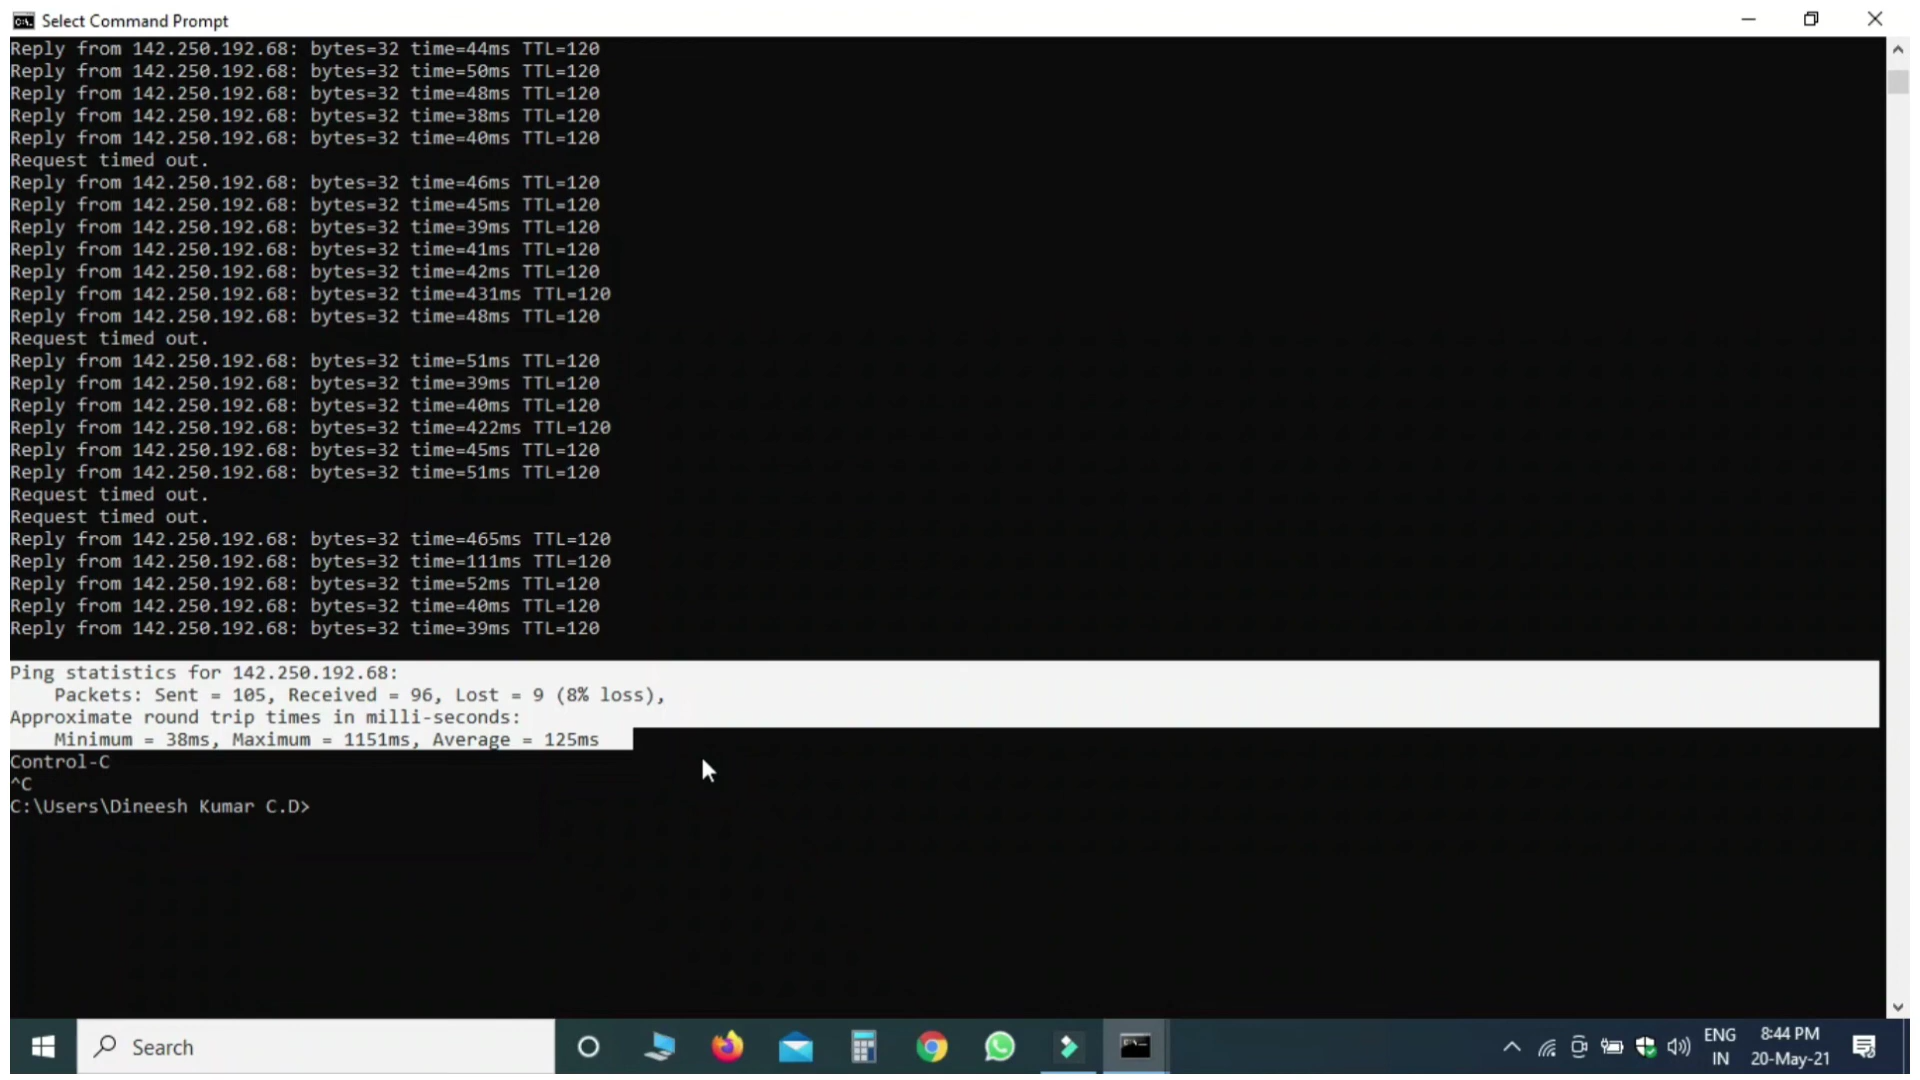 Select Command Prompt
Reply from 142.250.192.68: bytes=32 time=44ms TTL=120
Reply from 142.250.192.68: bytes=32 time=50ms TTL=120
Reply from 142.250.192.68: bytes=32 time=48ms TTL=120
Reply from 142.250.192.68: bytes=32 time=38ms TTL=120
Reply from 142.250.192.68: bytes=32 time=40ms TTL=120
Request timed out.
Reply from 142.250.192.68: bytes=32 time=46ms TTL=120
Reply from 142.250.192.68: bytes=32 time=45ms TTL=120
Reply from 142.250.192.68: bytes=32 time=39ms TTL=120
Reply from 142.250.192.68: bytes=32 time=41ms TTL=120
Reply from 142.250.192.68: bytes=32 time=42ms TTL=120
Reply from 142.250.192.68: bytes=32 time=431ms TTL=120
Reply from 142.250.192.68: bytes=32 time=48ms TTL=120
Request timed out.
Reply from 142.250.192.68: bytes=32 time=51ms TTL=120
Reply from 142.250.192.68: bytes=32 time=39ms TTL=120
Reply from 142.250.192.68: bytes=32 time=40ms TTL=120
Reply from 142.250.192.68: bytes=32 time=422ms TTL=120
Reply from 142.250.192.68: bytes=32 time=45ms TTL=120
Reply from 142.250.192.68: bytes=32 time=51ms TTL=120
Request timed out.
Request timed out.
Reply from 142.250.192.68: bytes=32 time=465ms TTL=120
Reply from 142.250.192.68: bytes=32 time=111ms TTL=120
Reply from 142.250.192.68: bytes=32 time=52ms TTL=120
Reply from 142.250.192.68: bytes=32 time=40ms TTL=120
Reply from 142.250.192.68: bytes=32 time=39ms TTL=120
Ping statistics for 142.250.192.68:
Packets: Sent = 105, Received = 96, Lost = 9 (8% loss),
Approximate round trip times in milli-seconds:
Minimum = 38ms, Maximum = 1151ms, Average = 125ms
Control-C
^C
C:\Users\Dineesh Kumar C.D>
Search
ENG
IN
8:44 PM
20-May-21